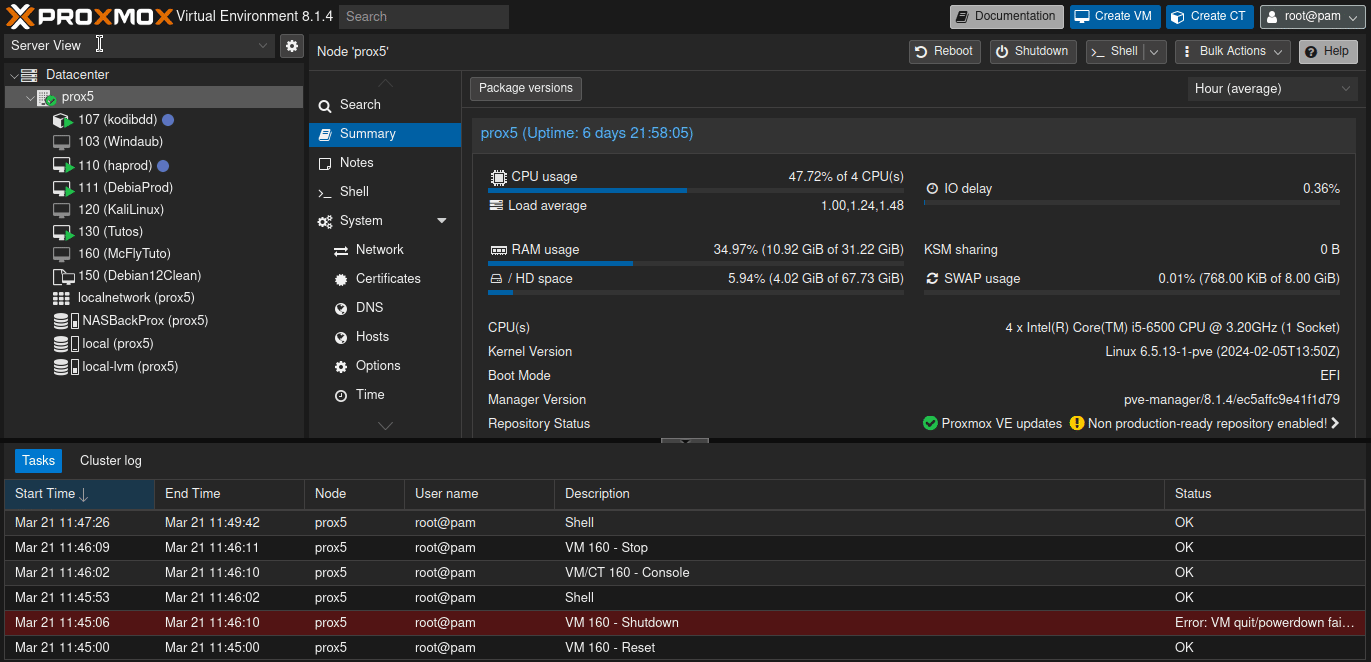 PROXMOX Virtual Environment 8.1.4 Search Documentation Create VM Create CT root@pam
Server View
Node 'prox5' Reboot Shutdown >_ Shell Bulk Actions Help
Datacenter
prox5
107 (kodibdd)
103 (Windaub)
110 (haprod)
111 (DebiaProd)
120 (KaliLinux)
130 (Tutos)
160 (McFlyTuto)
150 (Debian12Clean)
localnetwork (prox5)
NASBackProx (prox5)
local (prox5)
local-lvm (prox5)
Search
Summary
Notes
>_ Shell
System
Network
Certificates
DNS
Hosts
Options
Time
Package versions Hour (average)
prox5 (Uptime: 6 days 21:58:05)
CPU usage 47.72% of 4 CPU(s)
IO delay 0.36%
Load average 1.00,1.24,1.48
RAM usage 34.97% (10.92 GiB of 31.22 GiB)
KSM sharing 0 B
/ HD space 5.94% (4.02 GiB of 67.73 GiB)
SWAP usage 0.01% (768.00 KiB of 8.00 GiB)
CPU(s) 4 x Intel(R) Core(TM) i5-6500 CPU @ 3.20GHz (1 Socket)
Kernel Version Linux 6.5.13-1-pve (2024-02-05T13:50Z)
Boot Mode EFI
Manager Version pve-manager/8.1.4/ec5affc9e41f1d79
Repository Status Proxmox VE updates Non production-ready repository enabled!
Tasks Cluster log
Start Time End Time Node User name Description Status
Mar 21 11:47:26 Mar 21 11:49:42 prox5 root@pam Shell OK
Mar 21 11:46:09 Mar 21 11:46:11 prox5 root@pam VM 160 - Stop OK
Mar 21 11:46:02 Mar 21 11:46:10 prox5 root@pam VM/CT 160 - Console OK
Mar 21 11:45:53 Mar 21 11:46:02 prox5 root@pam Shell OK
Mar 21 11:45:06 Mar 21 11:46:10 prox5 root@pam VM 160 - Shutdown Error: VM quit/powerdown fai...
Mar 21 11:45:00 Mar 21 11:45:00 prox5 root@pam VM 160 - Reset OK